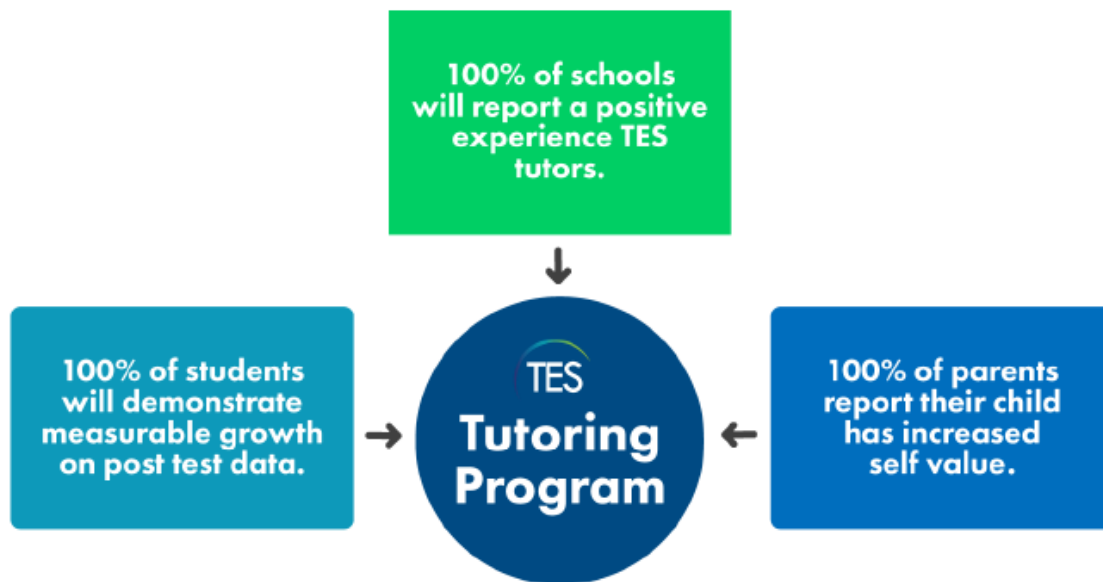 100% of schools
will report a positive
experience TES
tutors.
100% of students
will demonstrate
measurable growth
on post test data.
TES
Tutoring
Program
100% of parents
report their child
has increased
self value.